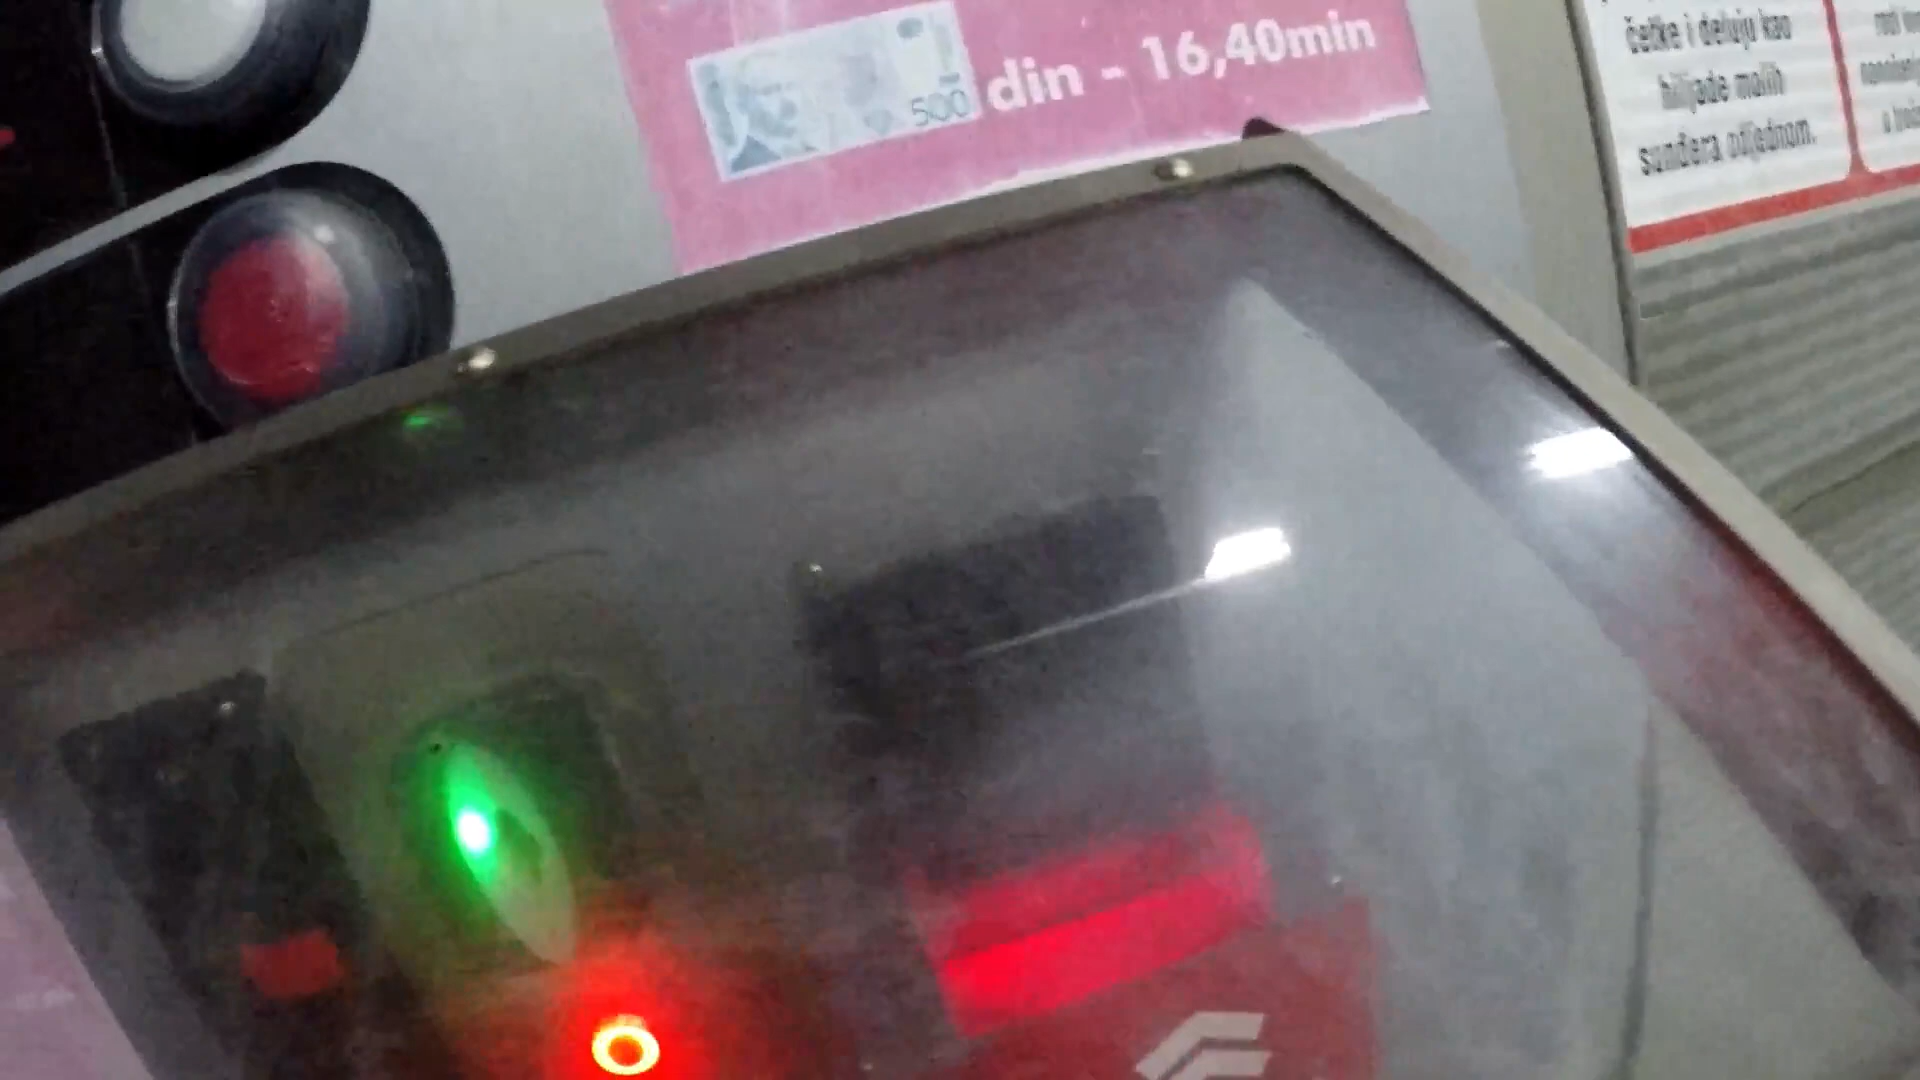 500 din - 16,40min
četke i deluju kao
hiljade malih
sunđera odjednom.